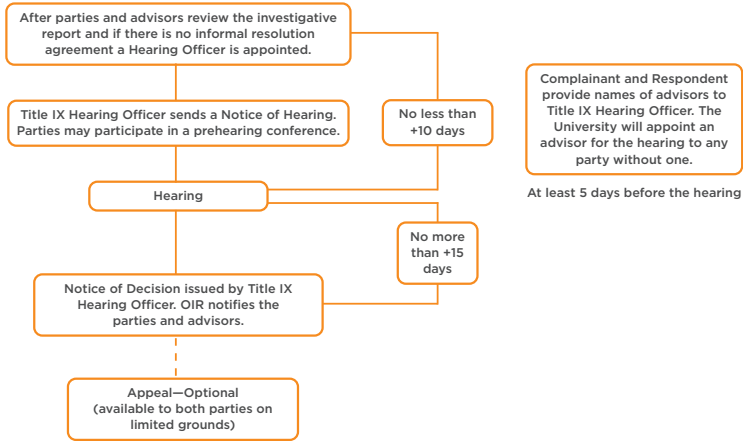 After parties and advisors review the investigative
report and if there is no informal resolution
agreement a Hearing Officer is appointed.
Title IX Hearing Officer sends a Notice of Hearing.
Parties may participate in a prehearing conference.
No less than
+10 days
Hearing
No more
than +15
days
Notice of Decision issued by Title IX
Hearing Officer. OIR notifies the
parties and advisors.
Appeal—Optional
(available to both parties on
limited grounds)
Complainant and Respondent
provide names of advisors to
Title IX Hearing Officer. The
University will appoint an
advisor for the hearing to any
party without one.
At least 5 days before the hearing